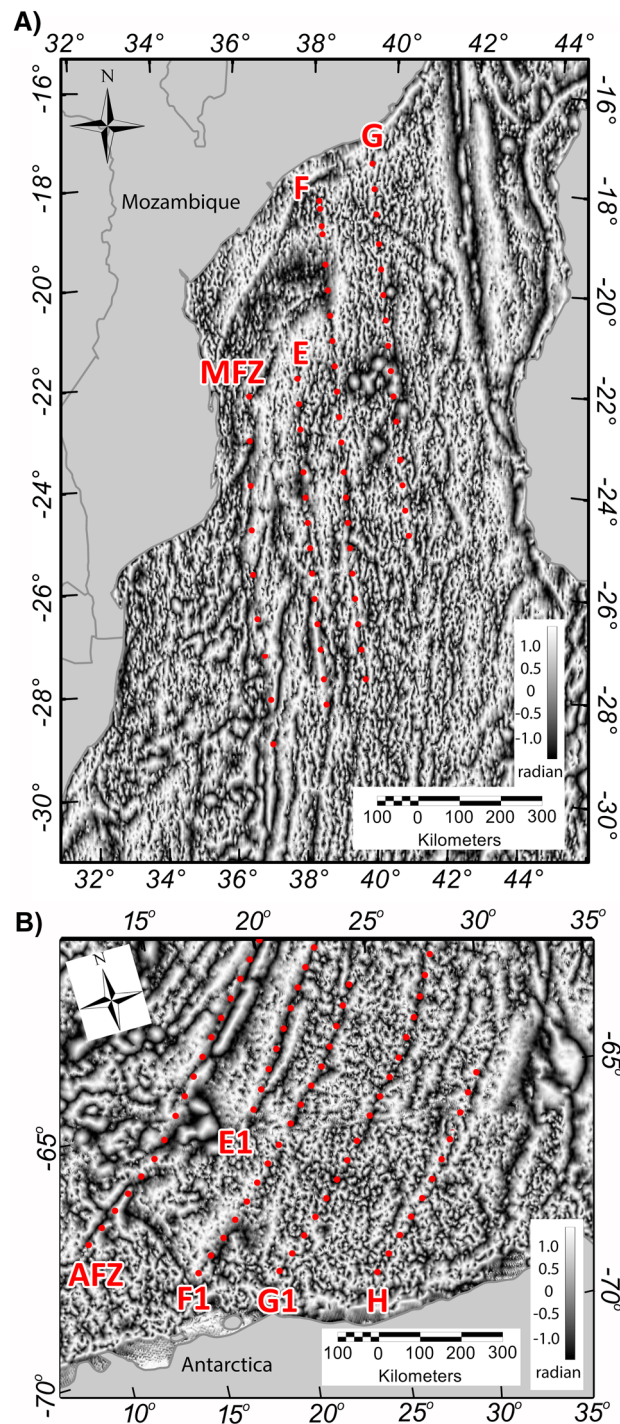 A)
32° 34° 36° 38° 40° 42° 44°
N
-16° -16°
G
Mozambique
F
-18° -18°
-20° -20°
E
MFZ
-22° -22°
-24° -24°
-26° -26°
1.0
0.5
0
-0.5
-1.0
radian
-28° -28°
-30° -30°
100 0 100 200 300
Kilometers
32° 34° 36° 38° 40° 42° 44°
B)
15° 20° 25° 30° 35°
N
-65°
E1
-65°
AFZ
F1
G1
H
1.0
0.5
0
-0.5
-1.0
radian
-70°
100 0 100 200 300
Kilometers
Antarctica
-70°
10° 15° 20° 25° 30° 35°